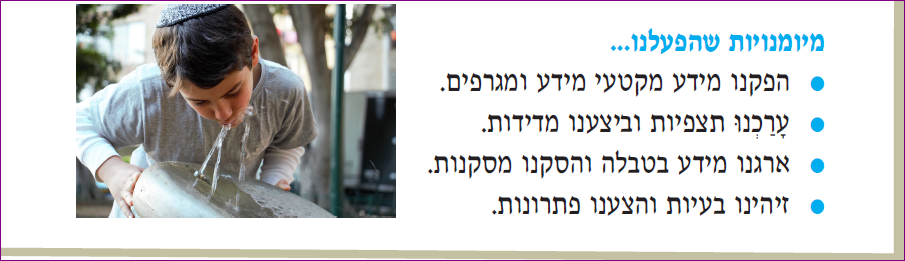 מיומנויות שהפעלנו...
● הפקנו מידע מקטעי מידע ומגרפים.
● עָרַכְנוּ תצפיות וביצענו מדידות.
● ארגנו מידע בטבלה והסקנו מסקנות.
● זיהינו בעיות והצענו פתרונות.